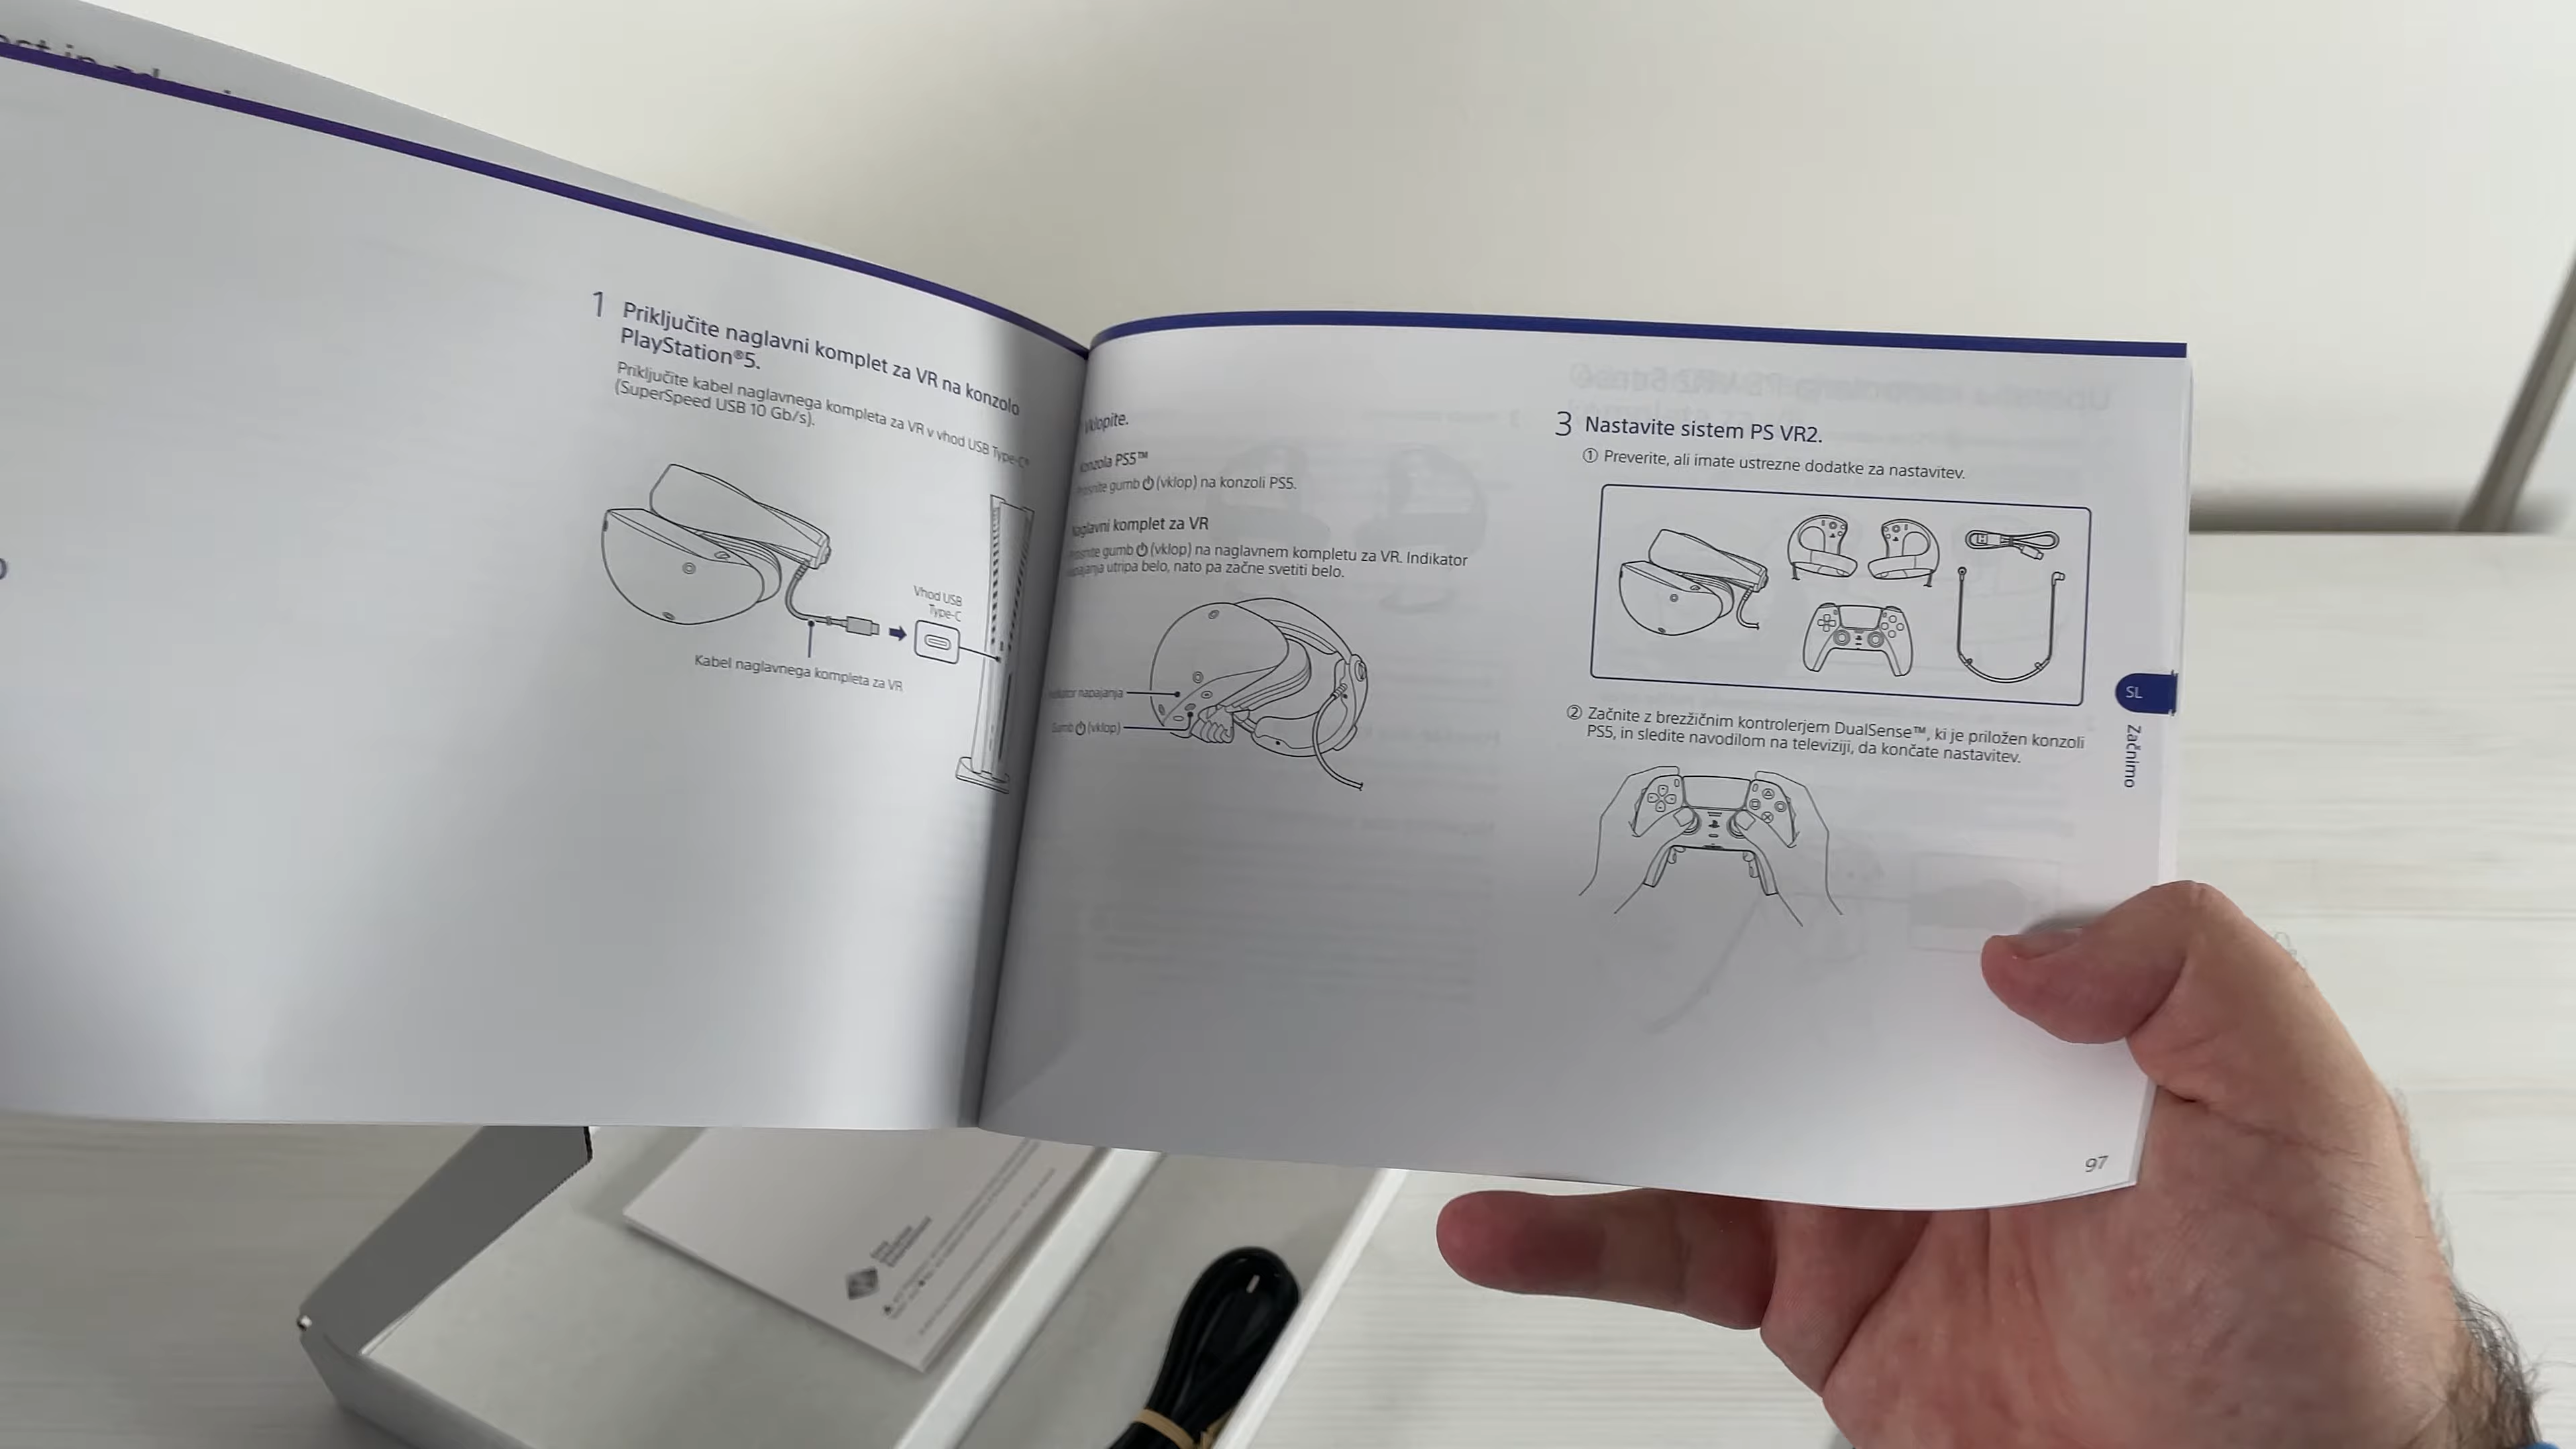 1 Priključite naglavni komplet za VR na konzolo
PlayStation®5.
Priključite kabel naglavnega kompleta za VR v vhod USB Type-C®
(SuperSpeed USB 10 Gb/s).
Vhod USB
Type-C
Kabel naglavnega kompleta za VR
Vklopite.
Konzola PS5™
gumb ⏻ (vklop) na konzoli PS5.
Naglavni komplet za VR
gumb ⏻ (vklop) na naglavnem kompletu za VR. Indikator
napajanja utripa belo, nato pa začne svetiti belo.
Indikator napajanja
Gumb ⏻ (vklop)
3 Nastavite sistem PS VR2.
① Preverite, ali imate ustrezne dodatke za nastavitev.
② Začnite z brezžičnim kontrolerjem DualSense™, ki je priložen konzoli
PS5, in sledite navodilom na televiziji, da končate nastavitev.
SL
Začnimo
97